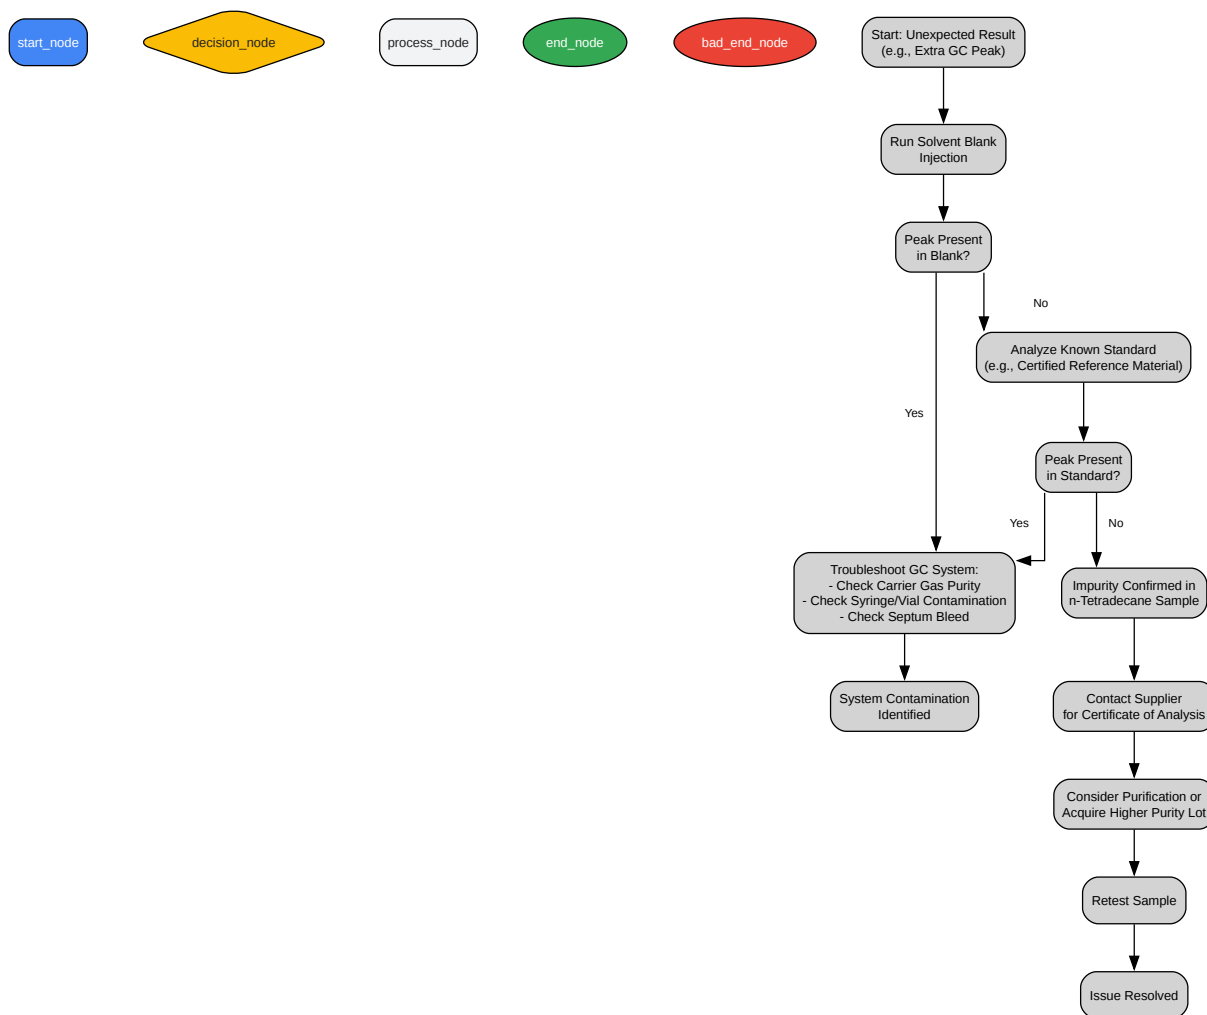 start_node
decision_node
process_node
end_node
bad_end_node
Start: Unexpected Result
(e.g., Extra GC Peak)
Run Solvent Blank
Injection
Peak Present
in Blank?
No
Analyze Known Standard
(e.g., Certified Reference Material)
Yes
Peak Present
in Standard?
Yes
No
Troubleshoot GC System:
- Check Carrier Gas Purity
- Check Syringe/Vial Contamination
- Check Septum Bleed
Impurity Confirmed in
n-Tetradecane Sample
System Contamination
Identified
Contact Supplier
for Certificate of Analysis
Consider Purification or
Acquire Higher Purity Lot
Retest Sample
Issue Resolved